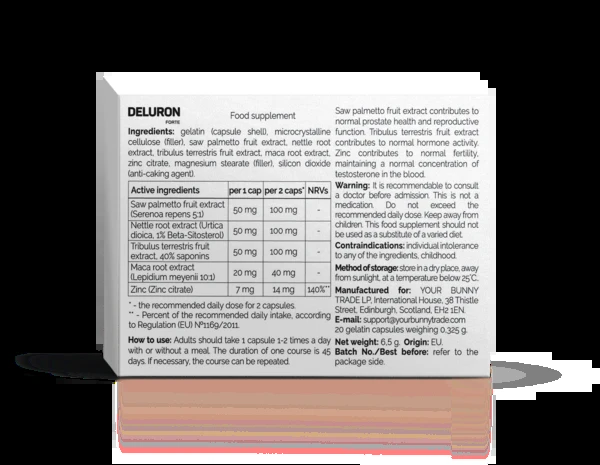 DELURON
FORTE
Food supplement
Ingredients: gelatin (capsule shell), microcrystalline
cellulose (filler), saw palmetto fruit extract, nettle root
extract, tribulus terrestris fruit extract, maca root extract,
zinc citrate, magnesium stearate (filler), silicon dioxide
(anti-caking agent).
Active ingredients per 1 cap per 2 caps* NRVs
Saw palmetto fruit extract
(Serenoa repens 5:1) 50 mg 100 mg -
Nettle root extract (Urtica
dioica, 1% Beta-Sitosterol) 50 mg 100 mg -
Tribulus terrestris fruit
extract, 40% saponins 50 mg 100 mg -
Maca root extract
(Lepidium meyenii 10:1) 20 mg 40 mg -
Zinc (Zinc citrate) 7 mg 14 mg 140%**
* - the recommended daily dose for 2 capsules.
** - Percent of the recommended daily intake, according
to Regulation (EU) №1169/2011.
How to use: Adults should take 1 capsule 1-2 times a day
with or without a meal. The duration of one course is 45
days. If necessary, the course can be repeated.
Saw palmetto fruit extract contributes to
normal prostate health and reproductive
function. Tribulus terrestris fruit extract
contributes to normal hormone activity.
Zinc contributes to normal fertility,
maintaining a normal concentration of
testosterone in the blood.
Warning: It is recommendable to consult
a doctor before admission. This is not a
medication. Do not exceed the
recommended daily dose. Keep away from
children. This food supplement should not
be used as a substitute of a varied diet.
Contraindications: individual intolerance
to any of the ingredients, childhood.
Method of storage: store in a dry place, away
from sunlight, at a temperature below 25°C.
Manufactured for: YOUR BUNNY
TRADE LP, International House, 38 Thistle
Street, Edinburgh, Scotland, EH2 1EN.
E-mail: support@yourbunnytrade.com
20 gelatin capsules weighing 0.325 g.
Net weight: 6.5 g. Origin: EU.
Batch No./Best before: refer to the
package side.